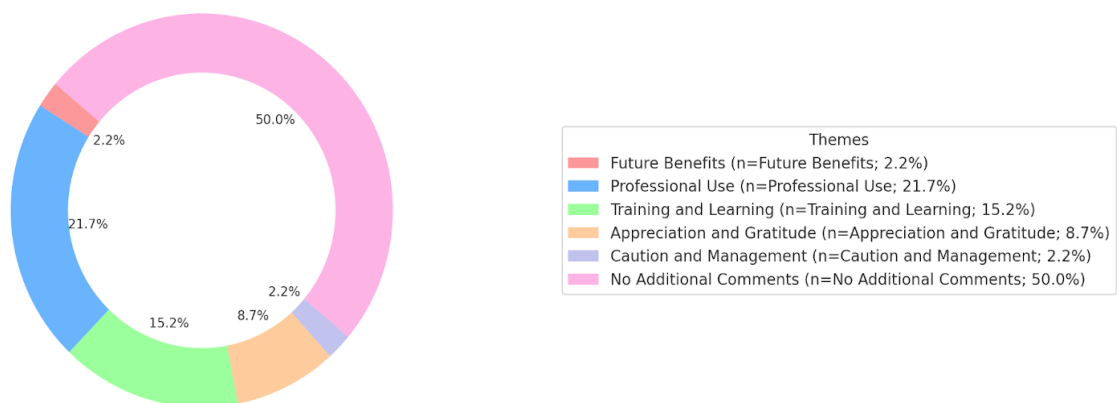 50.0%
2.2%
21.7%
2.2%
8.7%
15.2%
Themes
Future Benefits (n=Future Benefits; 2.2%)
Professional Use (n=Professional Use; 21.7%)
Training and Learning (n=Training and Learning; 15.2%)
Appreciation and Gratitude (n=Appreciation and Gratitude; 8.7%)
Caution and Management (n=Caution and Management; 2.2%)
No Additional Comments (n=No Additional Comments; 50.0%)